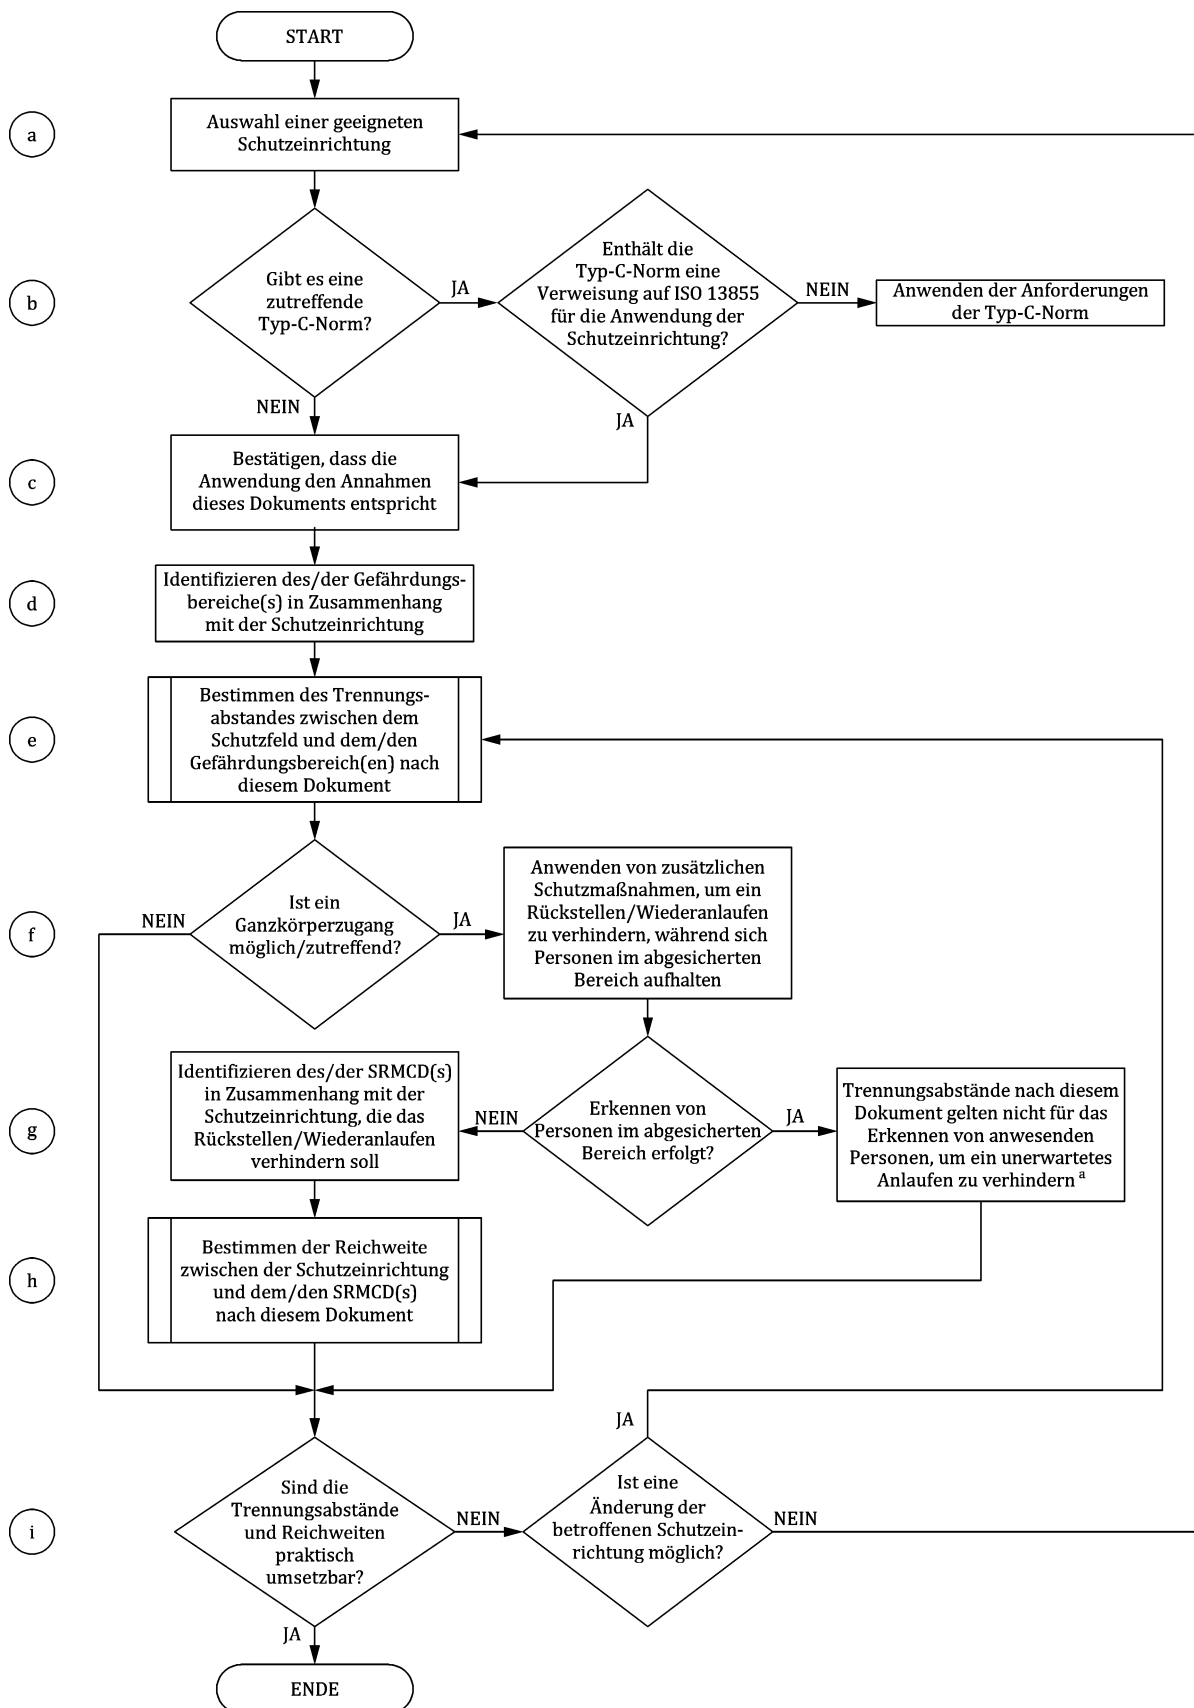 START
a
Auswahl einer geeigneten
Schutzeinrichtung
b
Gibt es eine
zutreffende
Typ-C-Norm?
JA
Enthält die
Typ-C-Norm eine
Verweisung auf ISO 13855
für die Anwendung der
Schutzeinrichtung?
NEIN
Anwenden der Anforderungen
der Typ-C-Norm
NEIN
JA
c
Bestätigen, dass die
Anwendung den Annahmen
dieses Dokuments entspricht
d
Identifizieren des/der Gefährdungs-
bereiche(s) in Zusammenhang
mit der Schutzeinrichtung
e
Bestimmen des Trennungs-
abstandes zwischen dem
Schutzfeld und dem/den
Gefährdungsbereich(en) nach
diesem Dokument
f
NEIN
Ist ein
Ganzkörperzugang
möglich/zutreffend?
JA
Anwenden von zusätzlichen
Schutzmaßnahmen, um ein
Rückstellen/Wiederanlaufen
zu verhindern, während sich
Personen im abgesicherten
Bereich aufhalten
g
Identifizieren des/der SRMCD(s)
in Zusammenhang mit der
Schutzeinrichtung, die das
Rückstellen/Wiederanlaufen
verhindern soll
NEIN
Erkennen von
Personen im abgesicherten
Bereich erfolgt?
JA
Trennungsabstände nach diesem
Dokument gelten nicht für das
Erkennen von anwesenden
Personen, um ein unerwartetes
Anlaufen zu verhindern a
h
Bestimmen der Reichweite
zwischen der Schutzeinrichtung
und dem/den SRMCD(s)
nach diesem Dokument
JA
i
Sind die
Trennungsabstände
und Reichweiten
praktisch
umsetzbar?
NEIN
Ist eine
Änderung der
betroffenen Schutzein-
richtung möglich?
NEIN
JA
ENDE